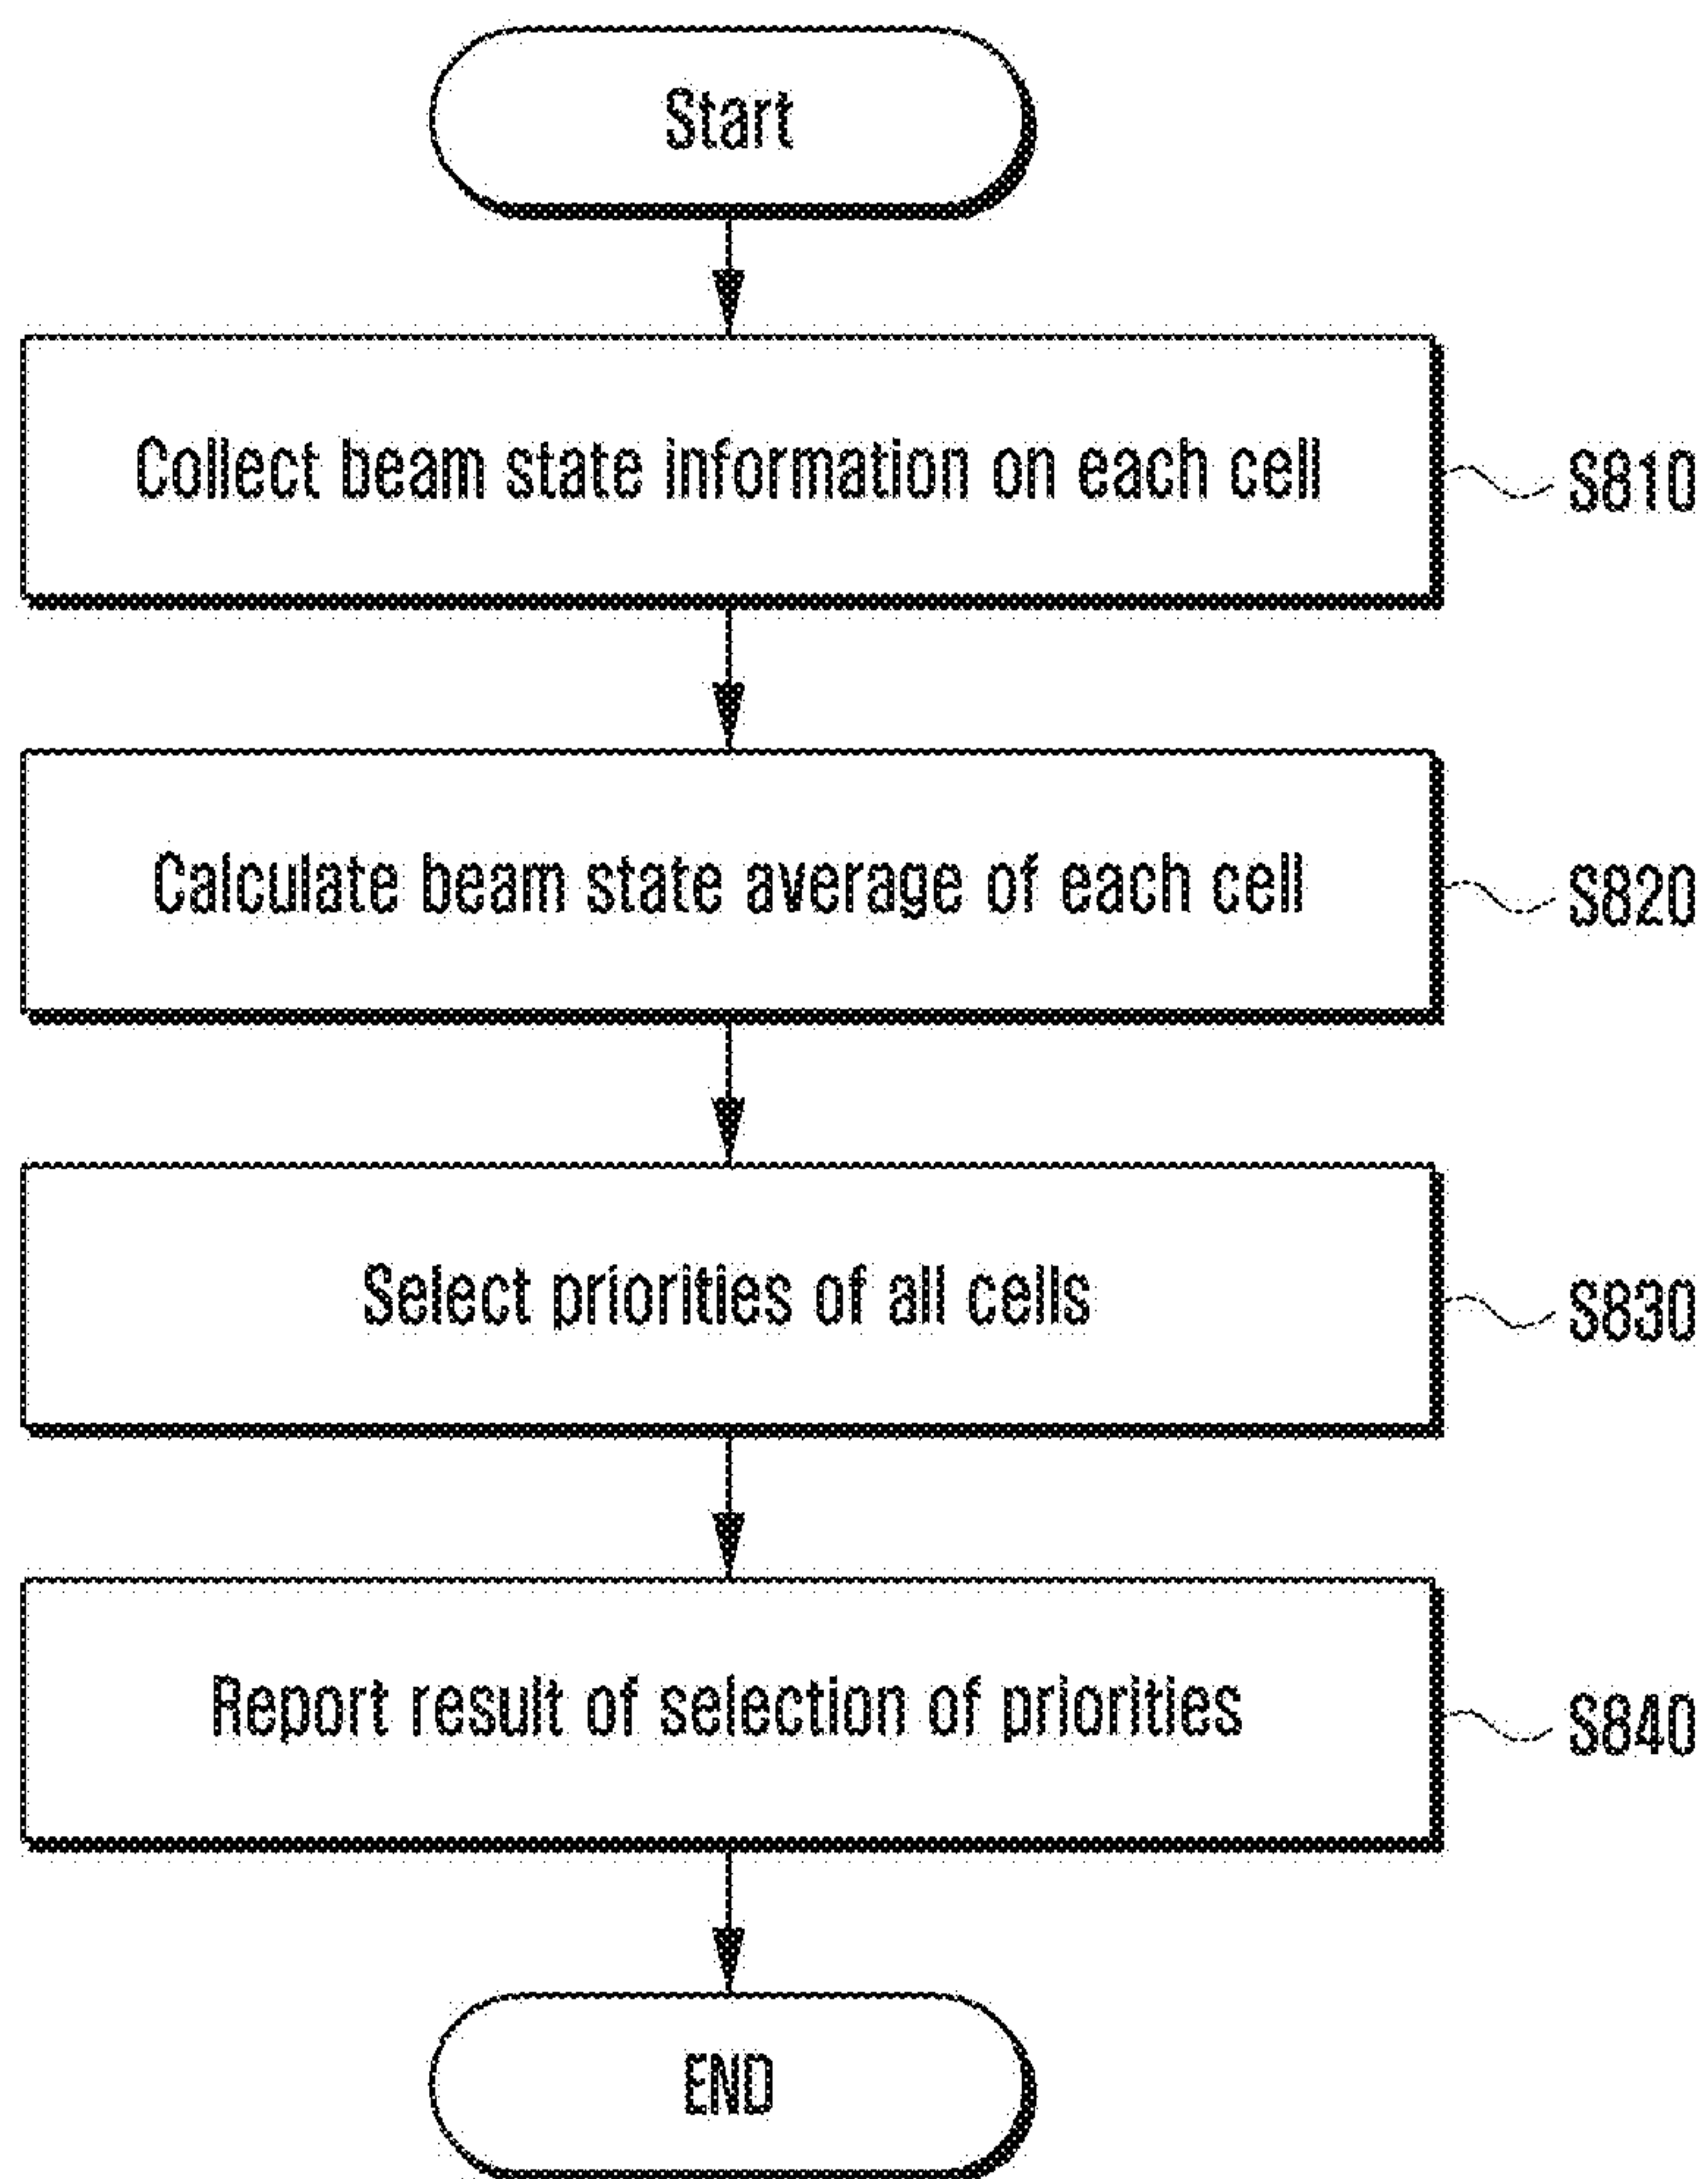 Start
Collect beam state information on each cell
S810
Calculate beam state average of each cell
S820
Select priorities of all cells
S830
Report result of selection of priorities
S840
END